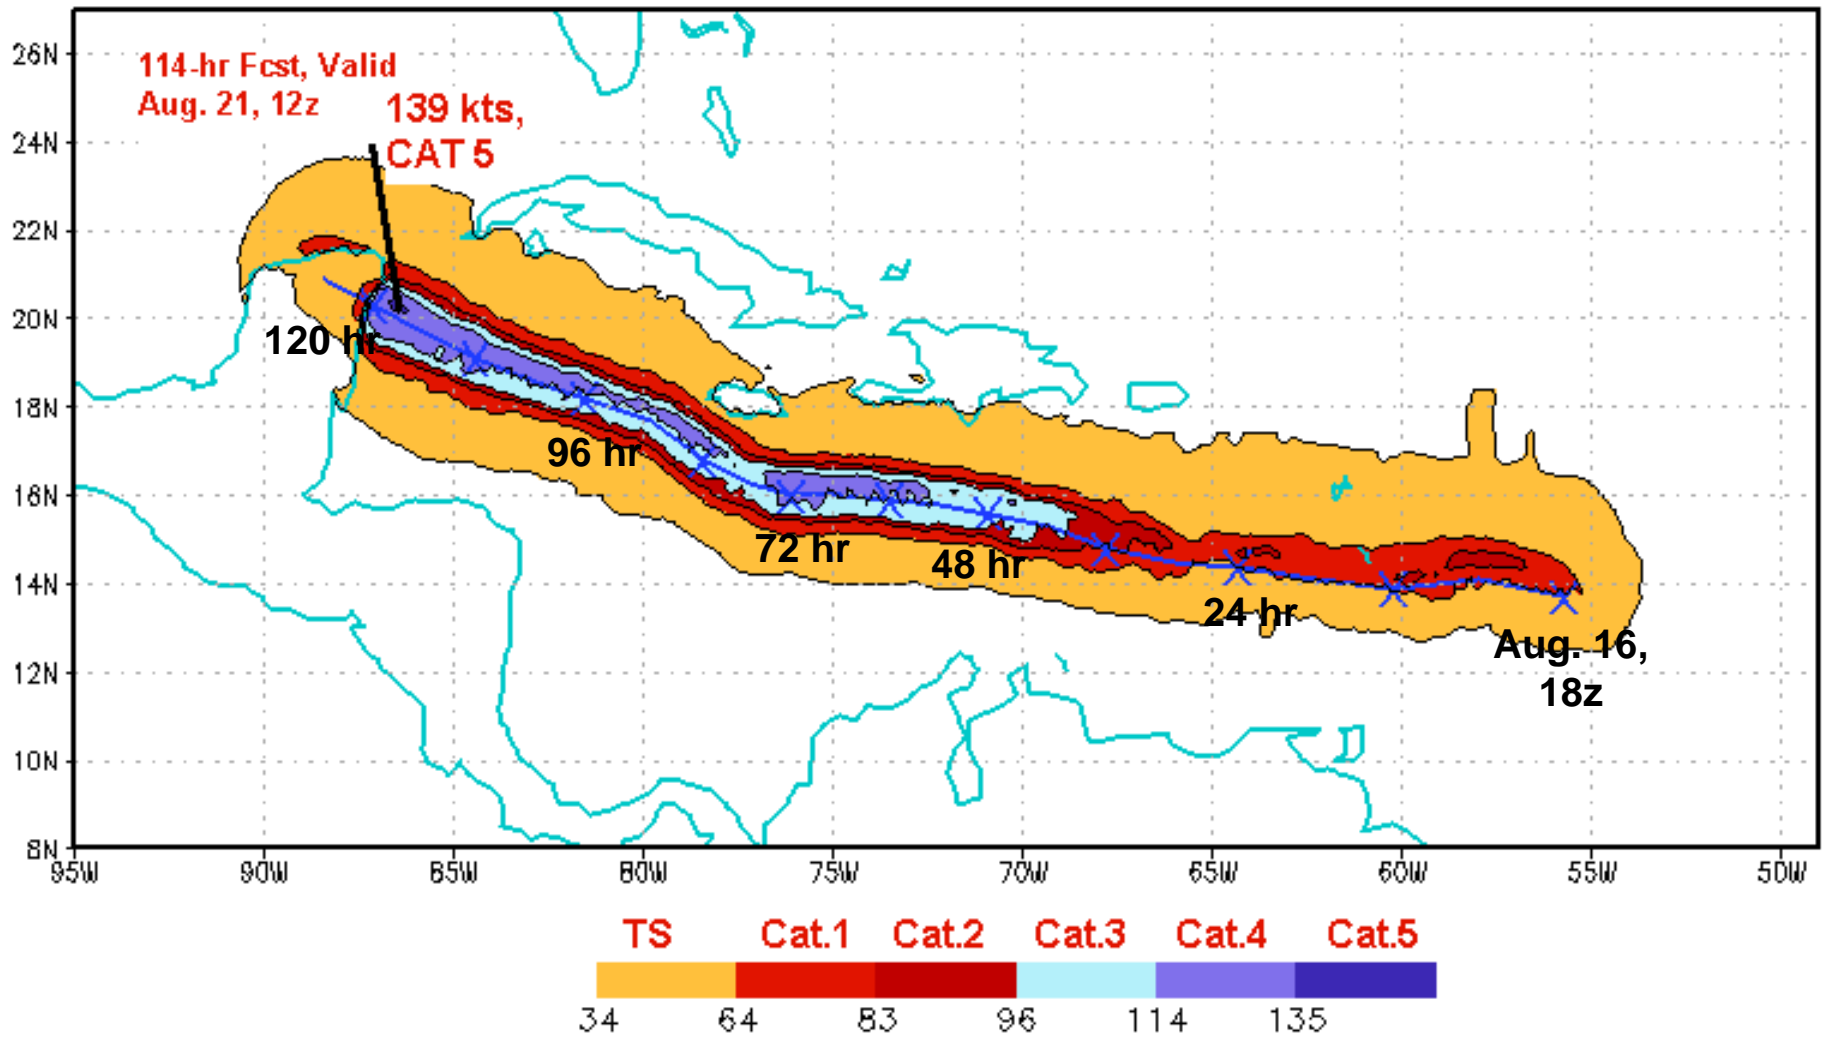 26N
114-hr Fcst, Valid
Aug. 21, 12z
139 kts,
CAT 5
24N
22N
20N
120 hr
18N
96 hr
16N
72 hr
48 hr
14N
24 hr
Aug. 16,
18z
12N
10N
8N
95W 90W 85W 80W 75W 70W 65W 60W 55W 50W
TS Cat.1 Cat.2 Cat.3 Cat.4 Cat.5
34 64 83 96 114 135